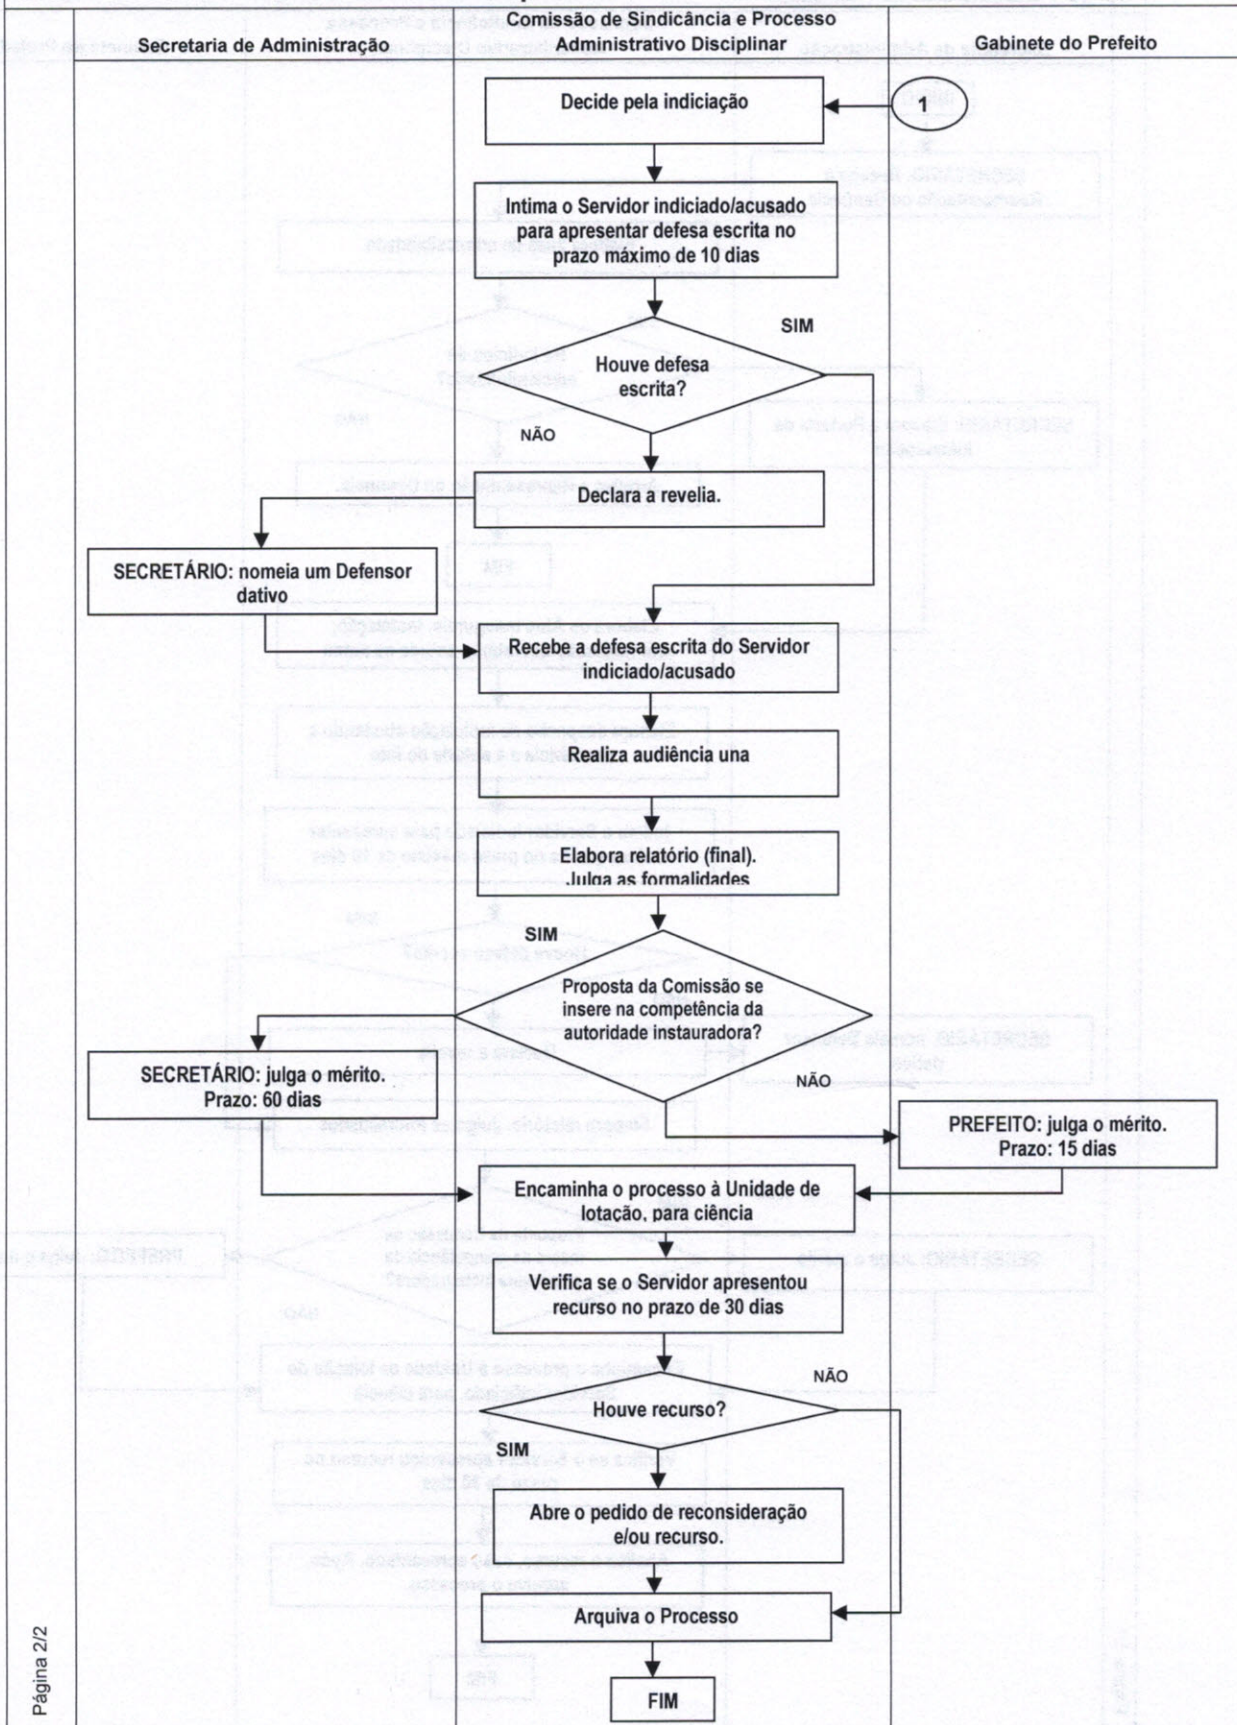 Secretaria de Administração
Comissão de Sindicância e Processo
Administrativo Disciplinar
Gabinete do Prefeito
Decide pela indiciação
1
Intima o Servidor indiciado/acusado
para apresentar defesa escrita no
prazo máximo de 10 dias
SIM
Houve defesa
escrita?
NÃO
Declara a revelia.
SECRETÁRIO: nomeia um Defensor
dativo
Recebe a defesa escrita do Servidor
indiciado/acusado
Realiza audiência una
Elabora relatório (final).
Julga as formalidades
SIM
Proposta da Comissão se
insere na competência da
autoridade instauradora?
NÃO
SECRETÁRIO: julga o mérito.
Prazo: 60 dias
PREFEITO: julga o mérito.
Prazo: 15 dias
Encaminha o processo à Unidade de
lotação, para ciência
Verifica se o Servidor apresentou
recurso no prazo de 30 dias
NÃO
Houve recurso?
SIM
Abre o pedido de reconsideração
e/ou recurso.
Arquiva o Processo
FIM
Página 2/2